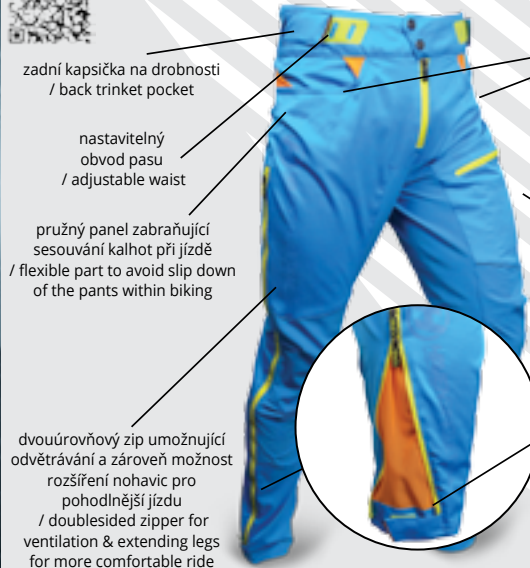 zadní kapsička na drobnosti
/ back trinket pocket
nastavitelný
obvod pasu
/ adjustable waist
pružný panel zabraňující
sesouvání kalhot při jízdě
/ flexible part to avoid slip down
of the pants within biking
dvouúrovňový zip umožnující
odvětrávání a zároveň možnost
rozšíření nohavic pro
pohodlnější jízdu
/ doublesided zipper for
ventilation & extending legs
for more comfortable ride